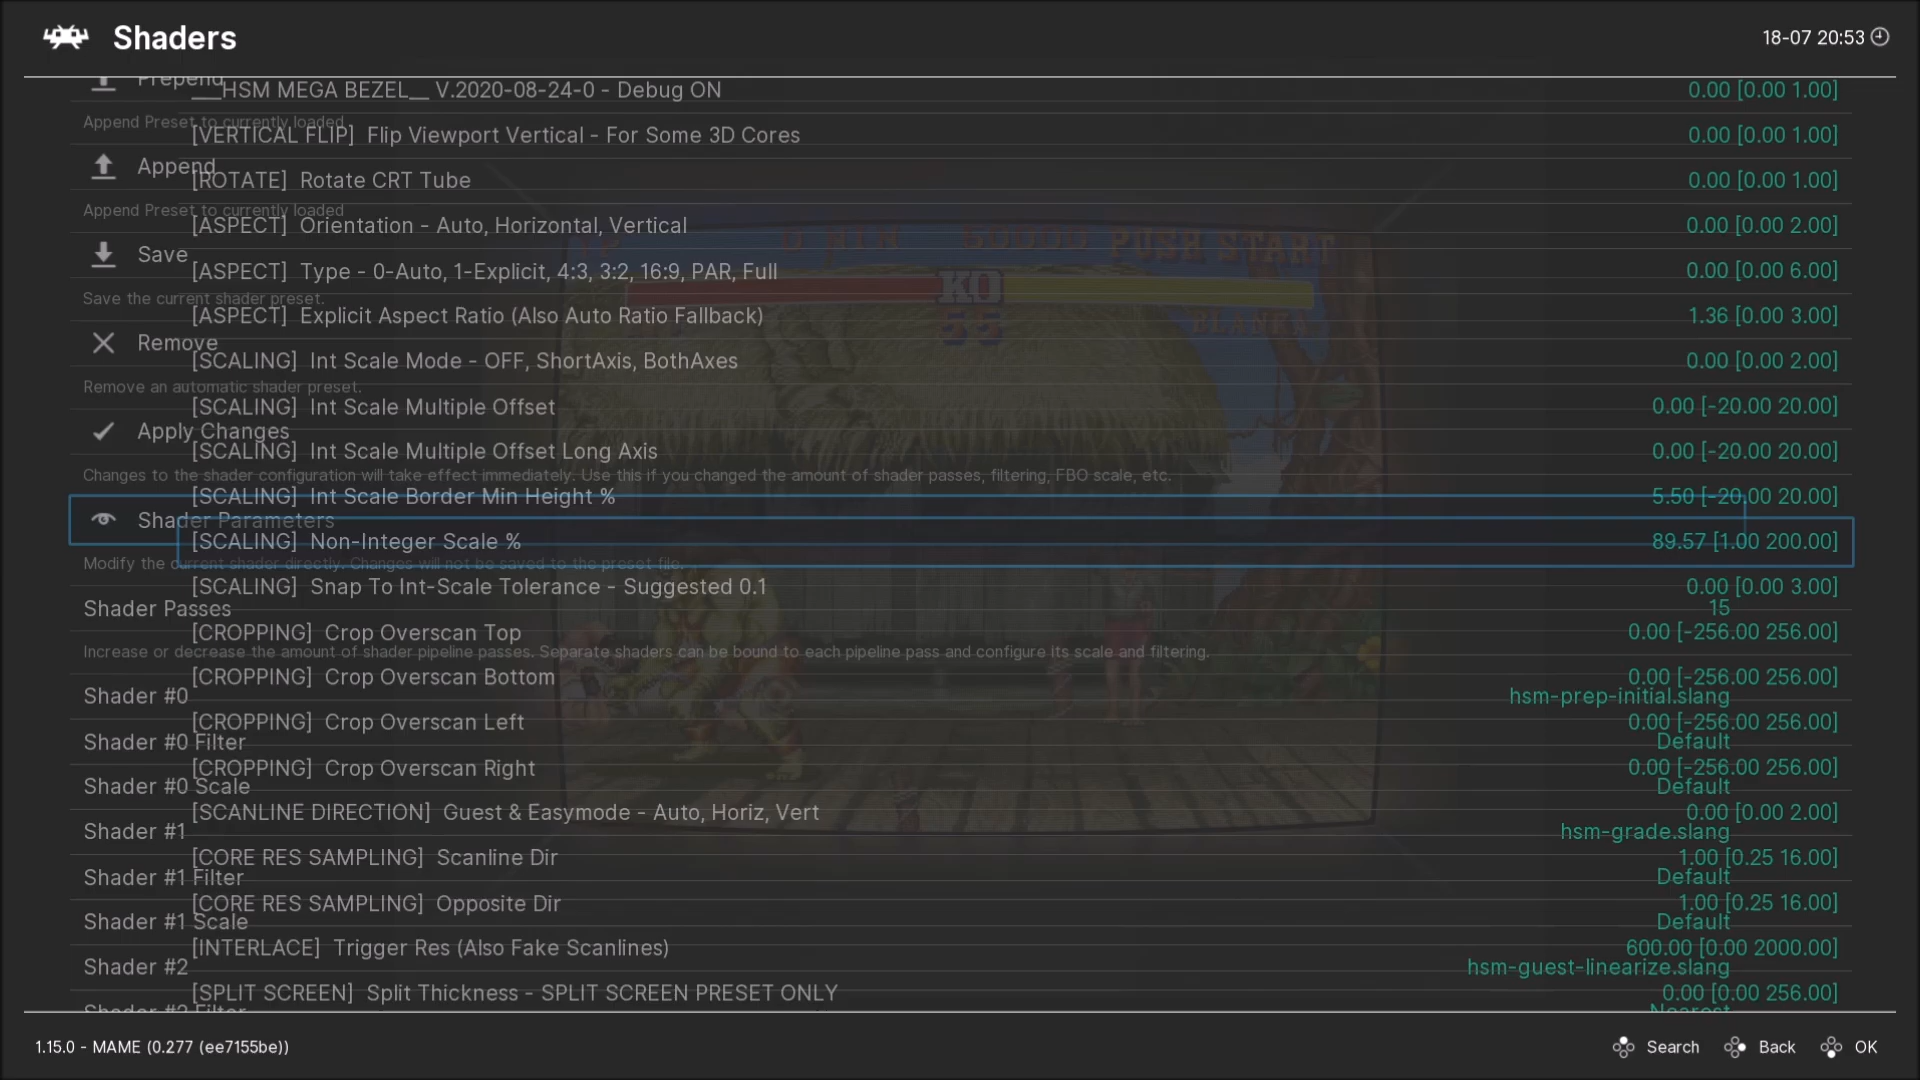 Shaders
18-07 20:53
Prepend
___HSM MEGA BEZEL__ V.2020-08-24-0 - Debug ON 0.00 [0.00 1.00]
Append Preset to currently loaded
[VERTICAL FLIP] Flip Viewport Vertical - For Some 3D Cores 0.00 [0.00 1.00]
Append
[ROTATE] Rotate CRT Tube 0.00 [0.00 1.00]
Append Preset to currently loaded
[ASPECT] Orientation - Auto, Horizontal, Vertical 0.00 [0.00 2.00]
50000 PUSH START
Save
[ASPECT] Type - 0-Auto, 1-Explicit, 4:3, 3:2, 16:9, PAR, Full 0.00 [0.00 6.00]
KO
Save the current shader preset.
[ASPECT] Explicit Aspect Ratio (Also Auto Ratio Fallback) 1.36 [0.00 3.00]
BLANKA
55
Remove
[SCALING] Int Scale Mode - OFF, ShortAxis, BothAxes 0.00 [0.00 2.00]
Remove an automatic shader preset.
[SCALING] Int Scale Multiple Offset 0.00 [-20.00 20.00]
Apply Changes
[SCALING] Int Scale Multiple Offset Long Axis 0.00 [-20.00 20.00]
Changes to the shader configuration will take effect immediately. Use this if you changed the amount of shader passes, filtering, FBO scale, etc.
[SCALING] Int Scale Border Min Height % 5.50 [-20.00 20.00]
Shader Parameters
[SCALING] Non-Integer Scale % 89.57 [1.00 200.00]
Modify the current shader directly. Changes will not be saved to the preset file.
[SCALING] Snap To Int-Scale Tolerance - Suggested 0.1 0.00 [0.00 3.00]
Shader Passes 15
[CROPPING] Crop Overscan Top 0.00 [-256.00 256.00]
Increase or decrease the amount of shader pipeline passes. Separate shaders can be bound to each pipeline pass and configure its scale and filtering.
[CROPPING] Crop Overscan Bottom 0.00 [-256.00 256.00]
Shader #0 hsm-prep-initial.slang
[CROPPING] Crop Overscan Left 0.00 [-256.00 256.00]
Shader #0 Filter Default
[CROPPING] Crop Overscan Right 0.00 [-256.00 256.00]
Shader #0 Scale Default
[SCANLINE DIRECTION] Guest & Easymode - Auto, Horiz, Vert 0.00 [0.00 2.00]
Shader #1 hsm-grade.slang
[CORE RES SAMPLING] Scanline Dir 1.00 [0.25 16.00]
Shader #1 Filter Default
[CORE RES SAMPLING] Opposite Dir 1.00 [0.25 16.00]
Shader #1 Scale Default
[INTERLACE] Trigger Res (Also Fake Scanlines) 600.00 [0.00 2000.00]
Shader #2 hsm-guest-linearize.slang
[SPLIT SCREEN] Split Thickness - SPLIT SCREEN PRESET ONLY 0.00 [0.00 256.00]
Shader #2 Filter Nearest
1.15.0 - MAME (0.277 (ee7155be))
Search Back OK